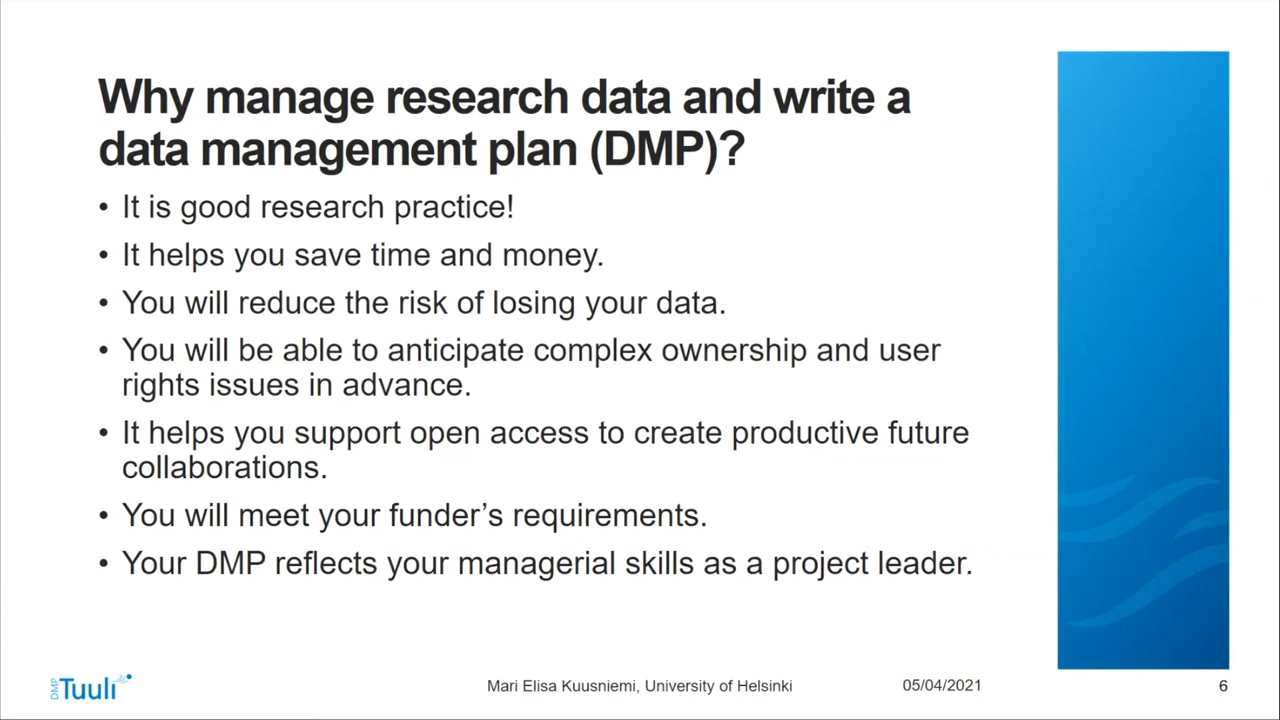 Why manage research data and write a
data management plan (DMP)?
• It is good research practice!
• It helps you save time and money.
• You will reduce the risk of losing your data.
• You will be able to anticipate complex ownership and user
rights issues in advance.
• It helps you support open access to create productive future
collaborations.
• You will meet your funder’s requirements.
• Your DMP reflects your managerial skills as a project leader.
DMP Tuuli
Mari Elisa Kuusniemi, University of Helsinki
05/04/2021
6